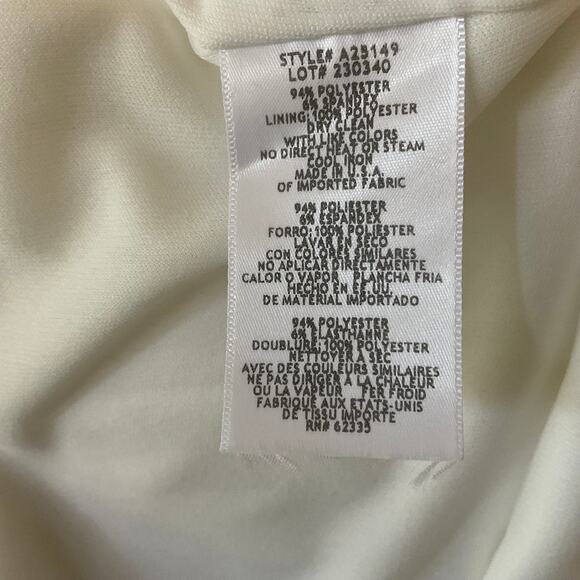 STYLE# A23149
LOT# 230340
94% POLYESTER
6% SPANDEX
LINING: 100% POLYESTER
DRY CLEAN
WITH LIKE COLORS
NO DIRECT HEAT OR STEAM
COOL IRON
MADE IN U.S.A.
OF IMPORTED FABRIC
94% POLIESTER
6% ESPANDEX
FORRO: 100% POLIESTER
LAVAR EN SECO
CON COLORES SIMILARES
NO APLICAR DIRECTAMENTE
CALOR O VAPOR PLANCHA FRIA
HECHO EN EE UU.
DE MATERIAL IMPORTADO
94% POLYESTER
6% ELASTHANNE
DOUBLURE: 100% POLYESTER
NETTOYER A SEC
AVEC DES COULEURS SIMILAIRES
NE PAS DIRIGER A LA CHALEUR
OU LA VAPEUR FER FROID
FABRIQUE AUX ETATS-UNIS
DE TISSU IMPORTE
RN# 62335